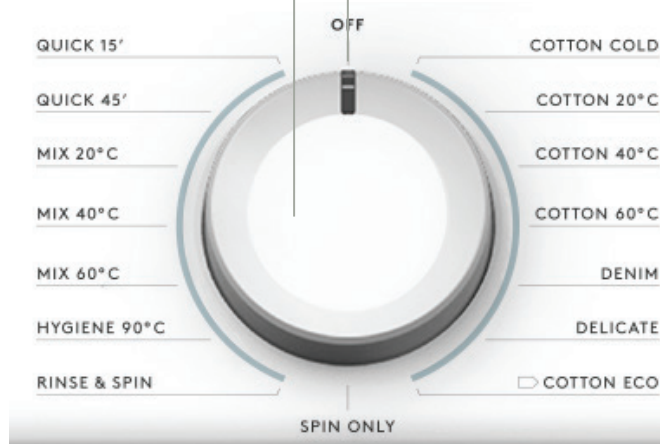 OFF
QUICK 15′
QUICK 45′
MIX 20°C
MIX 40°C
MIX 60°C
HYGIENE 90°C
RINSE & SPIN
COTTON COLD
COTTON 20°C
COTTON 40°C
COTTON 60°C
DENIM
DELICATE
COTTON ECO
SPIN ONLY